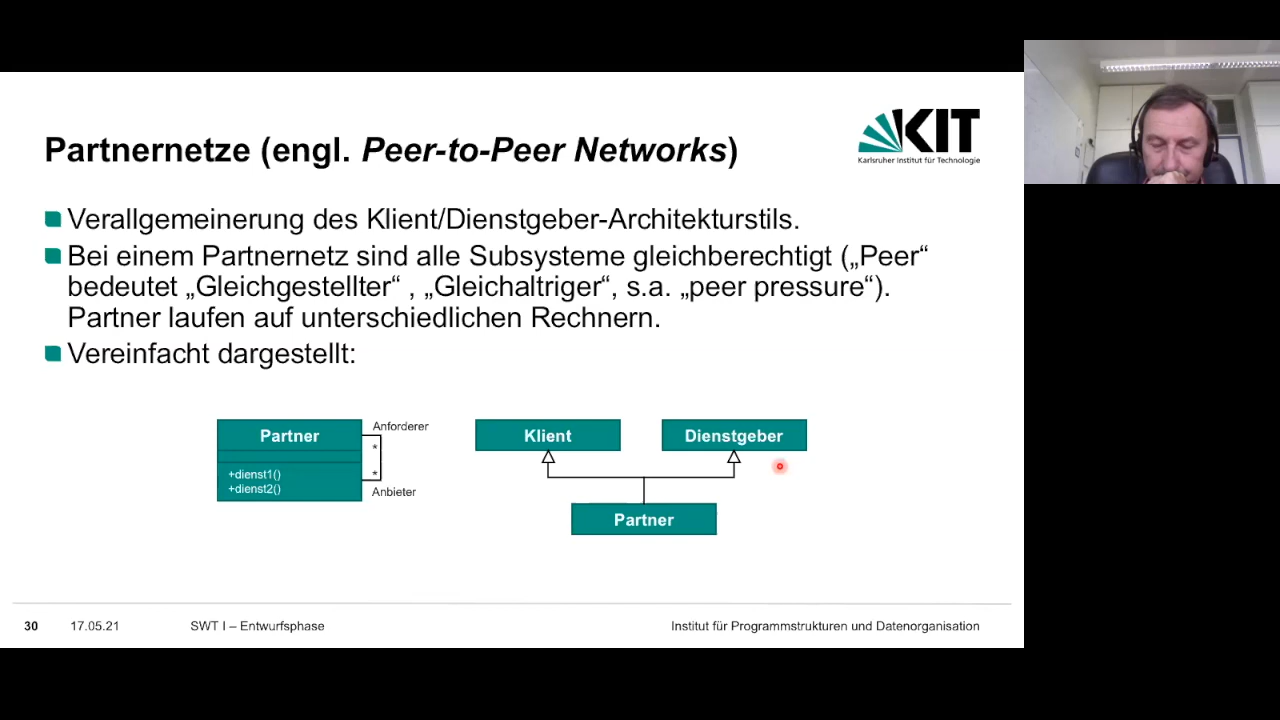 KIT
Karlsruher Institut für Technologie
Partnernetze (engl. Peer-to-Peer Networks)
Verallgemeinerung des Klient/Dienstgeber-Architekturstils.
Bei einem Partnernetz sind alle Subsysteme gleichberechtigt („Peer“
bedeutet „Gleichgestellter“ , „Gleichaltriger“, s.a. „peer pressure“).
Partner laufen auf unterschiedlichen Rechnern.
Vereinfacht dargestellt:
Partner
+dienst1()
+dienst2()
Anforderer
*
*
Anbieter
Klient
Dienstgeber
Partner
30 17.05.21 SWT I – Entwurfsphase Institut für Programmstrukturen und Datenorganisation